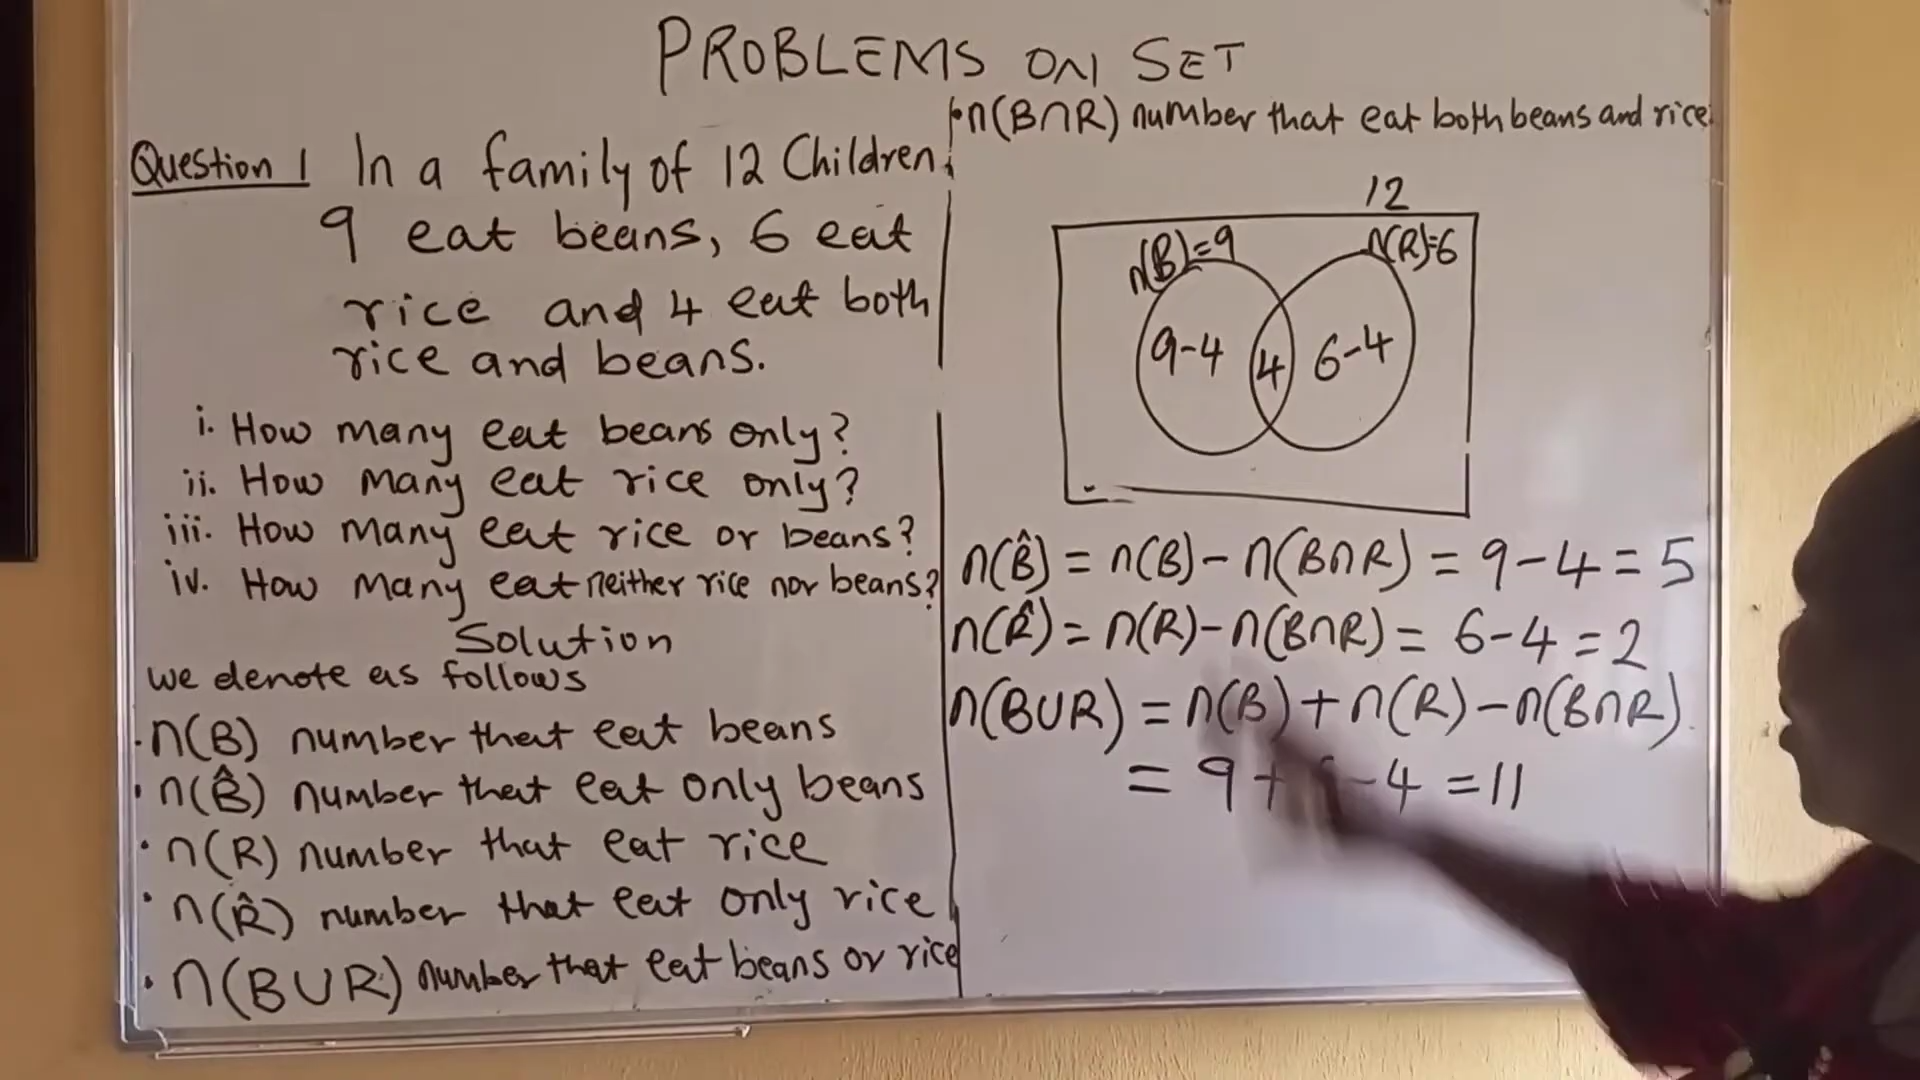 PROBLEMS ON SET
Question 1 In a family of 12 Children
9 eat beans, 6 eat
rice and 4 eat both
rice and beans.
i. How many eat beans only?
ii. How many eat rice only?
iii. How many eat rice or beans?
iv. How many eat neither rice nor beans?
Solution
we denote as follows
· n(B) number that eat beans
· n(B̂) number that eat only beans
· n(R) number that eat rice
· n(R̂) number that eat only rice
· n(BUR) number that eat beans or rice
· n(B∩R) number that eat both beans and rice
12
n(B)=9 n(R)=6
9-4 4 6-4
n(B̂) = n(B) - n(B∩R) = 9-4 = 5
n(R̂) = n(R) - n(B∩R) = 6-4 = 2
n(BUR) = n(B) + n(R) - n(B∩R).
= 9 + - 4 = 11